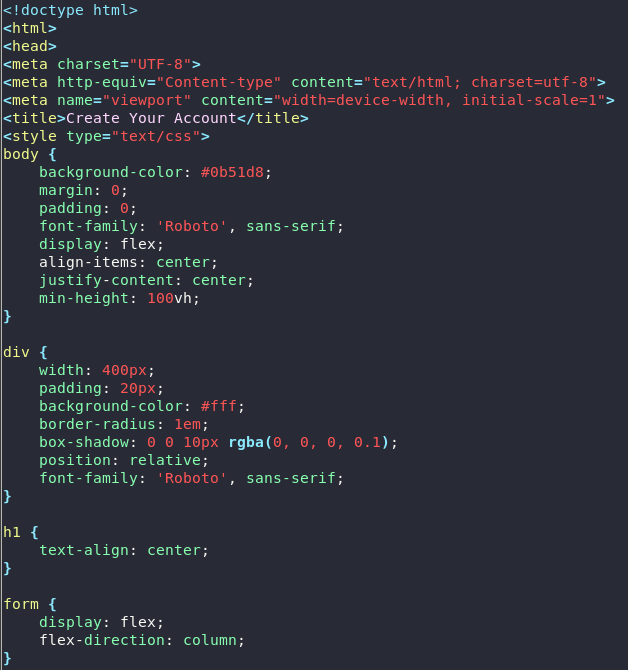 <!doctype html>
<html>
<head>
<meta charset="UTF-8">
<meta http-equiv="Content-type" content="text/html; charset=utf-8">
<meta name="viewport" content="width=device-width, initial-scale=1">
<title>Create Your Account</title>
<style type="text/css">
body {
    background-color: #0b51d8;
    margin: 0;
    padding: 0;
    font-family: 'Roboto', sans-serif;
    display: flex;
    align-items: center;
    justify-content: center;
    min-height: 100vh;
}

div {
    width: 400px;
    padding: 20px;
    background-color: #fff;
    border-radius: 1em;
    box-shadow: 0 0 10px rgba(0, 0, 0, 0.1);
    position: relative;
    font-family: 'Roboto', sans-serif;
}

h1 {
    text-align: center;
}

form {
    display: flex;
    flex-direction: column;
}